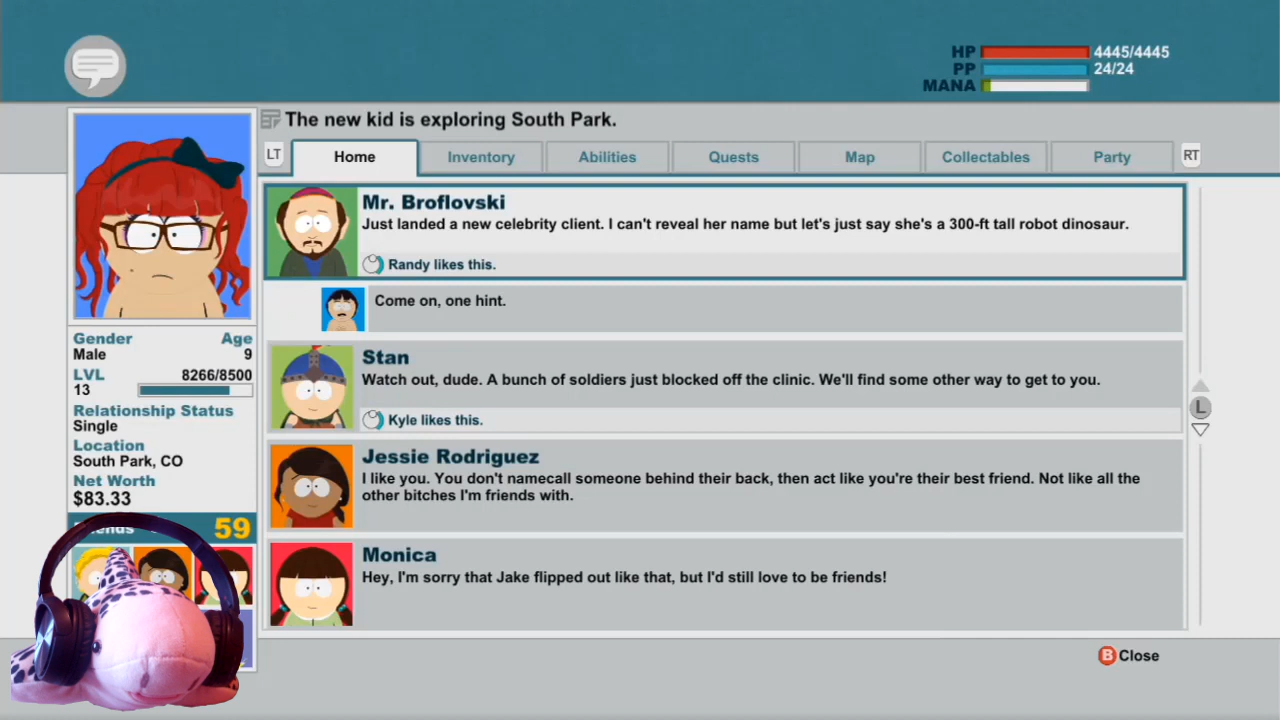 HP 4445/4445
PP 24/24
MANA
The new kid is exploring South Park.
LT Home Inventory Abilities Quests Map Collectables Party RT
Mr. Broflovski
Just landed a new celebrity client. I can't reveal her name but let's just say she's a 300-ft tall robot dinosaur.
Randy likes this.
Come on, one hint.
Stan
Watch out, dude. A bunch of soldiers just blocked off the clinic. We'll find some other way to get to you.
Kyle likes this.
Jessie Rodriguez
I like you. You don't namecall someone behind their back, then act like you're their best friend. Not like all the
other bitches I'm friends with.
Monica
Hey, I'm sorry that Jake flipped out like that, but I'd still love to be friends!
Gender Age
Male 9
LVL 8266/8500
13
Relationship Status
Single
Location
South Park, CO
Net Worth
$83.33
59
L
B Close